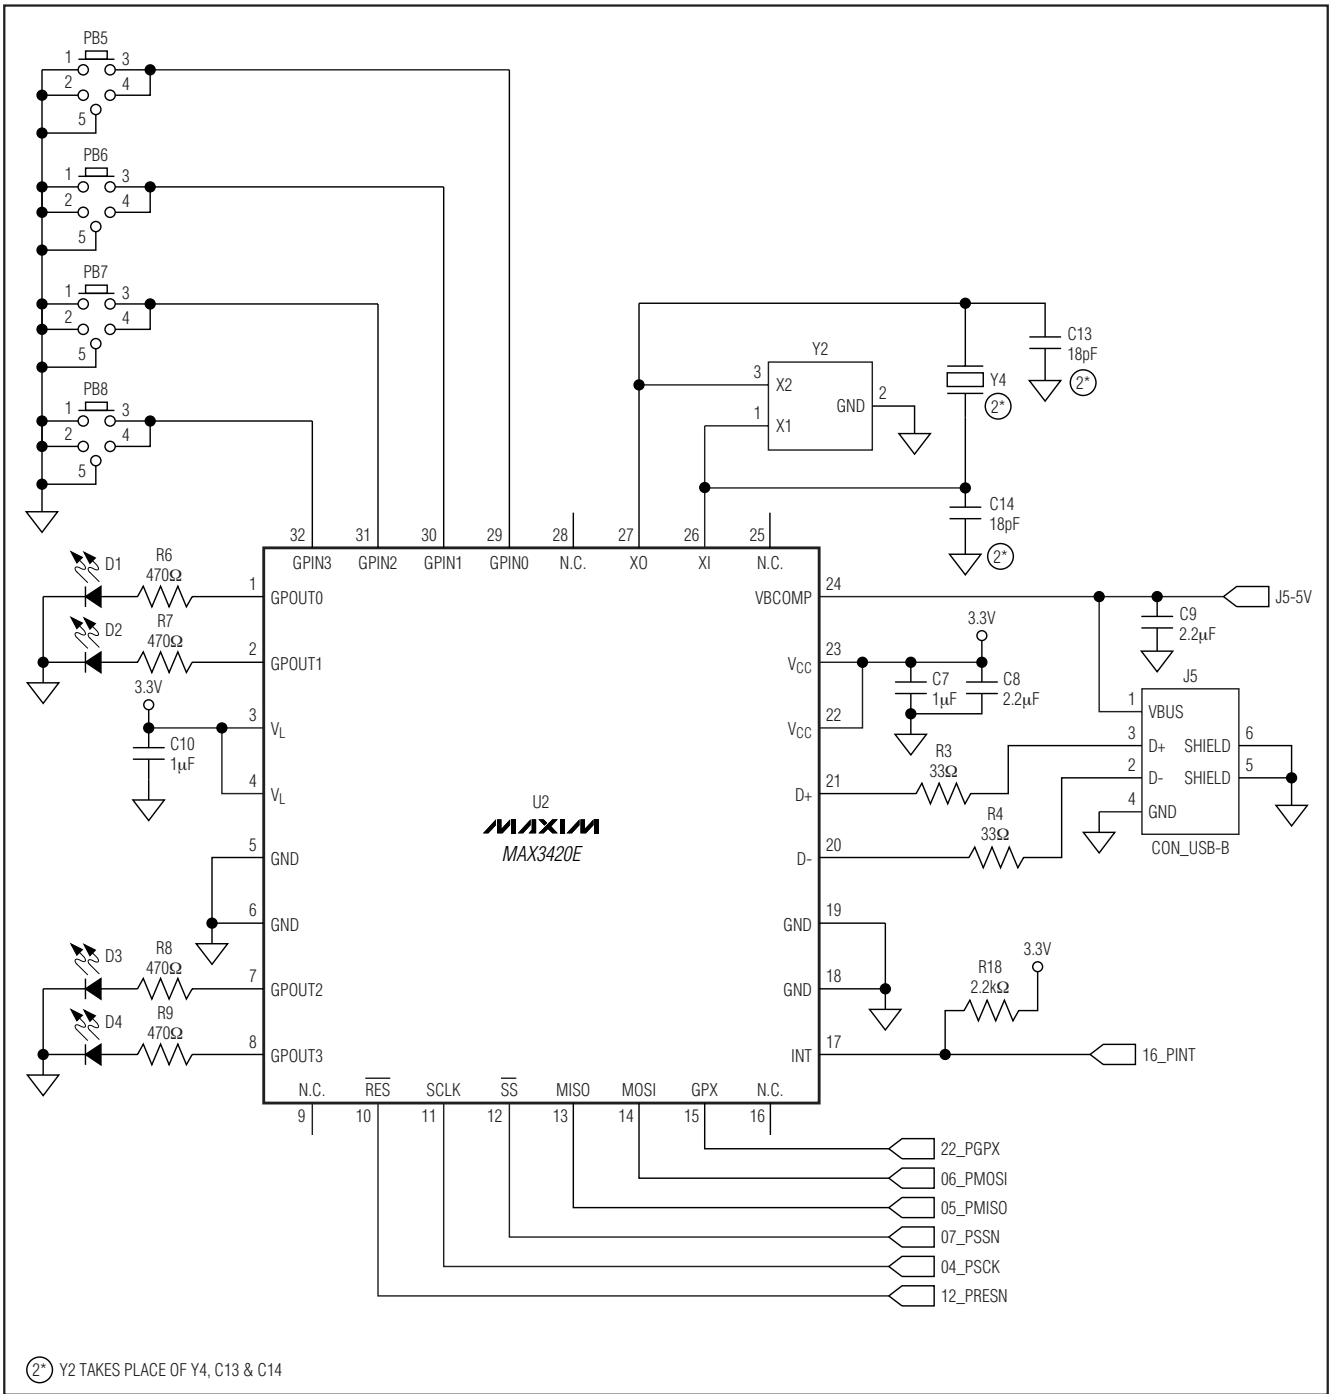 PB5
1 3
2 4
5
PB6
1 3
2 4
5
PB7
1 3
2 4
5
PB8
1 3
2 4
5
Y2
3 X2
1 X1
GND 2
Y4
2*
C13
18pF
2*
C14
18pF
2*
32 31 30 29 28 27 26 25
GPIN3 GPIN2 GPIN1 GPIN0 N.C. XO XI N.C.
D1
R6
470Ω
1 GPOUT0
D2
R7
470Ω
2 GPOUT1
3.3V
3 VL
C10
1µF
4 VL
5 GND
6 GND
D3
R8
470Ω
7 GPOUT2
D4
R9
470Ω
8 GPOUT3
U2
MAXIM
MAX3420E
VBCOMP 24
J5-5V
C9
2.2µF
3.3V
VCC 23
C7
1µF
C8
2.2µF
VCC 22
J5
1 VBUS
3 D+ SHIELD 6
2 D- SHIELD 5
4 GND
CON_USB-B
R3
33Ω
D+ 21
R4
33Ω
D- 20
GND 19
GND 18
3.3V
R18
2.2kΩ
INT 17
16_PINT
N.C. RES SCLK SS MISO MOSI GPX N.C.
9 10 11 12 13 14 15 16
22_PGPX
06_PMOSI
05_PMISO
07_PSSN
04_PSCK
12_PRESN
2* Y2 TAKES PLACE OF Y4, C13 & C14